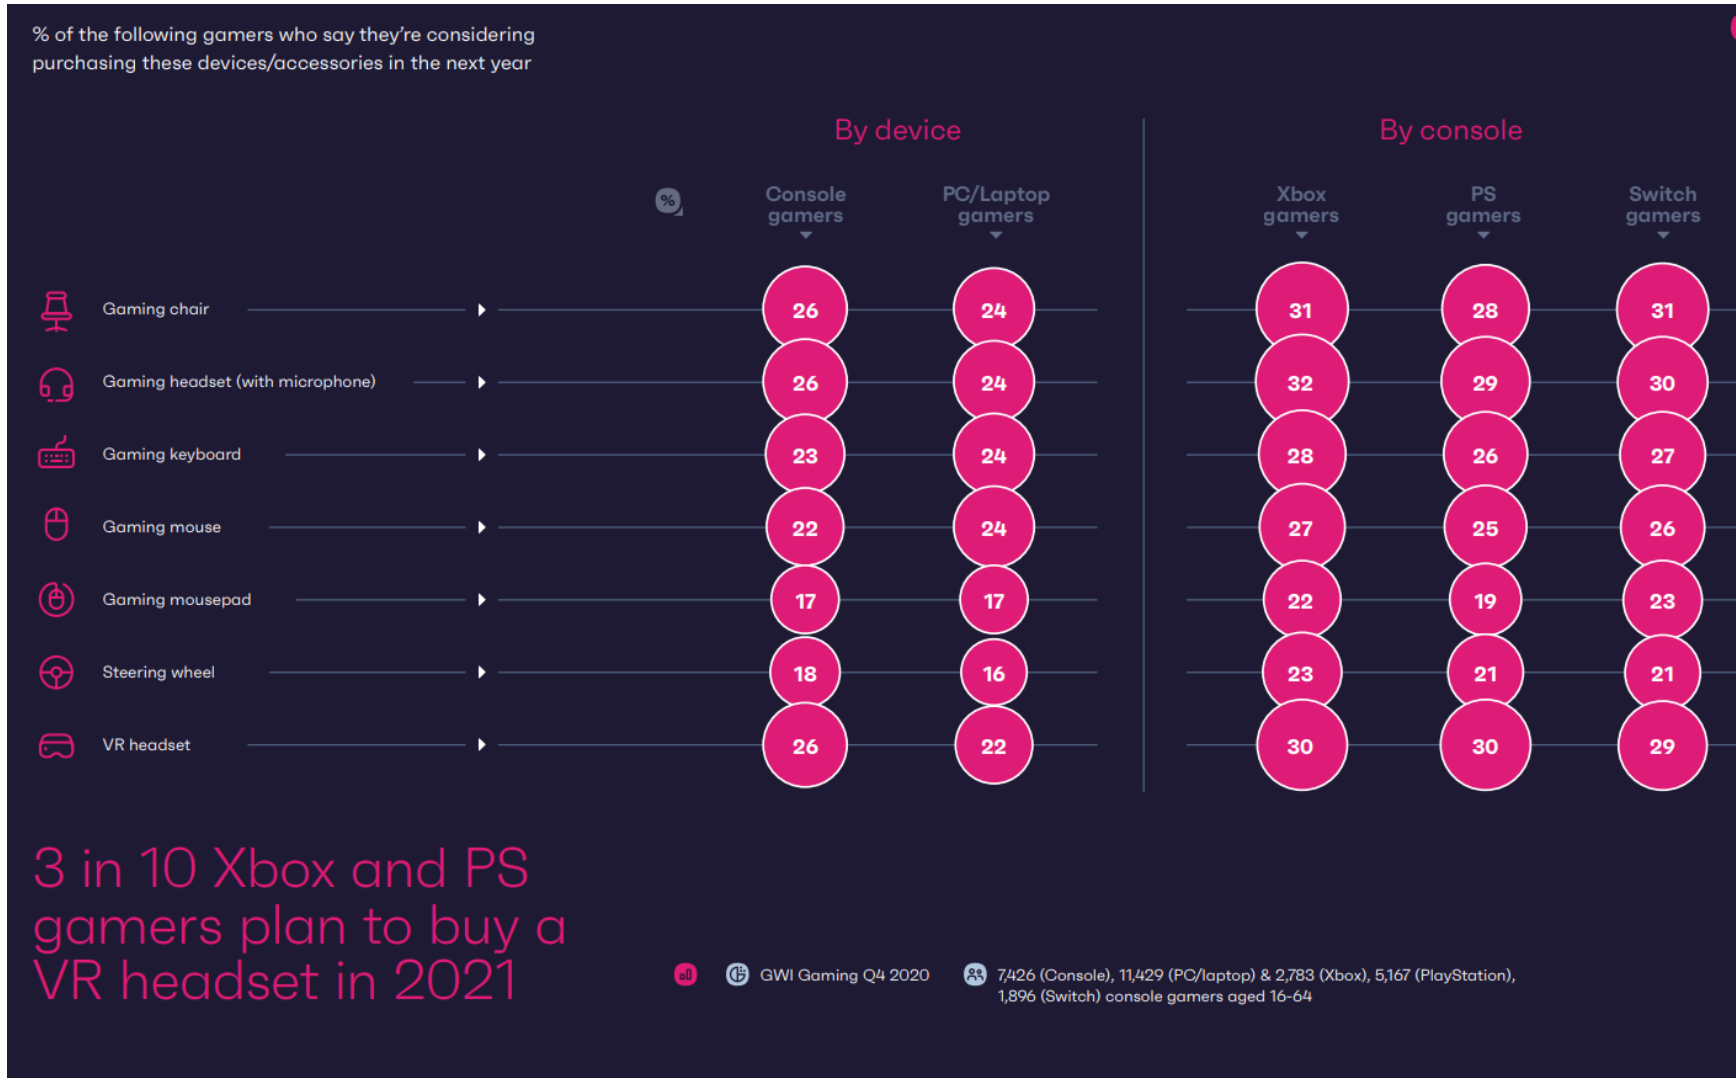 % of the following gamers who say they're considering
purchasing these devices/accessories in the next year
By device
By console
%
Console
gamers
PC/Laptop
gamers
Xbox
gamers
PS
gamers
Switch
gamers
Gaming chair 26 24 31 28 31
Gaming headset (with microphone) 26 24 32 29 30
Gaming keyboard 23 24 28 26 27
Gaming mouse 22 24 27 25 26
Gaming mousepad 17 17 22 19 23
Steering wheel 18 16 23 21 21
VR headset 26 22 30 30 29
3 in 10 Xbox and PS
gamers plan to buy a
VR headset in 2021
GWI Gaming Q4 2020
7,426 (Console), 11,429 (PC/laptop) & 2,783 (Xbox), 5,167 (PlayStation),
1,896 (Switch) console gamers aged 16-64